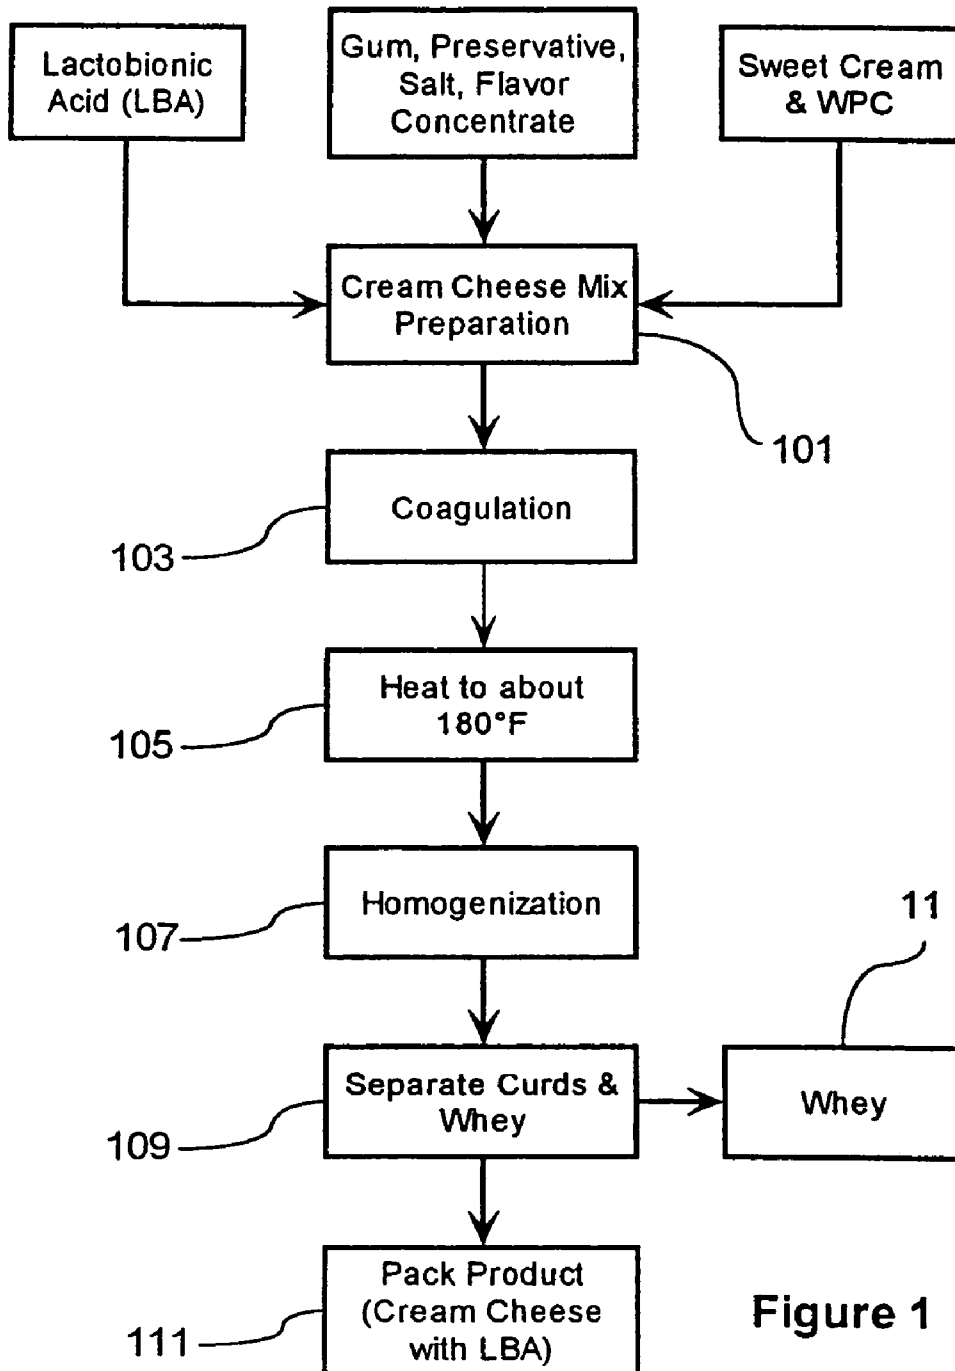 Lactobionic
Acid (LBA)
Gum, Preservative,
Salt, Flavor
Concentrate
Sweet Cream
& WPC
Cream Cheese Mix
Preparation
101
Coagulation
103
Heat to about
180°F
105
Homogenization
107
11
Separate Curds &
Whey
Whey
109
Pack Product
(Cream Cheese
with LBA)
111
Figure 1